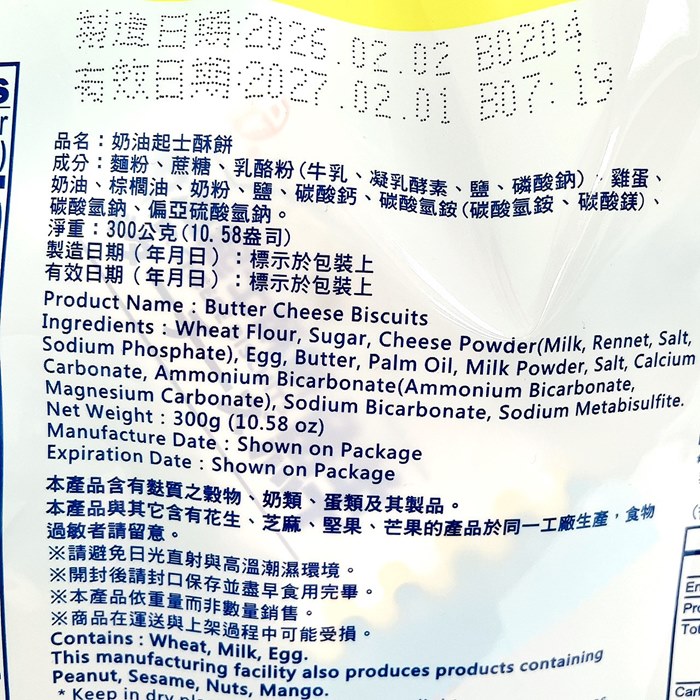 製造日期:2026.02.02 B0204
有效日期:2027.02.01 B07:19
品名：奶油起士酥餅
成分：麵粉、蔗糖、乳酪粉(牛乳、凝乳酵素、鹽、磷酸鈉)、雞蛋、
奶油、棕櫚油、奶粉、鹽、碳酸鈣、碳酸氫銨(碳酸氫銨、碳酸鎂)、
碳酸氫鈉、偏亞硫酸氫鈉。
淨重：300公克(10.58盎司)
製造日期（年月日）：標示於包裝上
有效日期（年月日）：標示於包裝上
Product Name : Butter Cheese Biscuits
Ingredients : Wheat Flour, Sugar, Cheese Powder(Milk, Rennet, Salt,
Sodium Phosphate), Egg, Butter, Palm Oil, Milk Powder, Salt, Calcium
Carbonate, Ammonium Bicarbonate(Ammonium Bicarbonate,
Magnesium Carbonate), Sodium Bicarbonate, Sodium Metabisulfite.
Net Weight : 300g (10.58 oz)
Manufacture Date : Shown on Package
Expiration Date : Shown on Package
本產品含有麩質之穀物、奶類、蛋類及其製品。
本產品與其它含有花生、芝麻、堅果、芒果的產品於同一工廠生產，食物
過敏者請留意。
※請避免日光直射與高溫潮濕環境。
※開封後請封口保存並盡早食用完畢。
※本產品依重量而非數量銷售。
※商品在運送與上架過程中可能受損。
Contains : Wheat, Milk, Egg.
This manufacturing facility also produces products containing
Peanut, Sesame, Nuts, Mango.
* Keep in dry